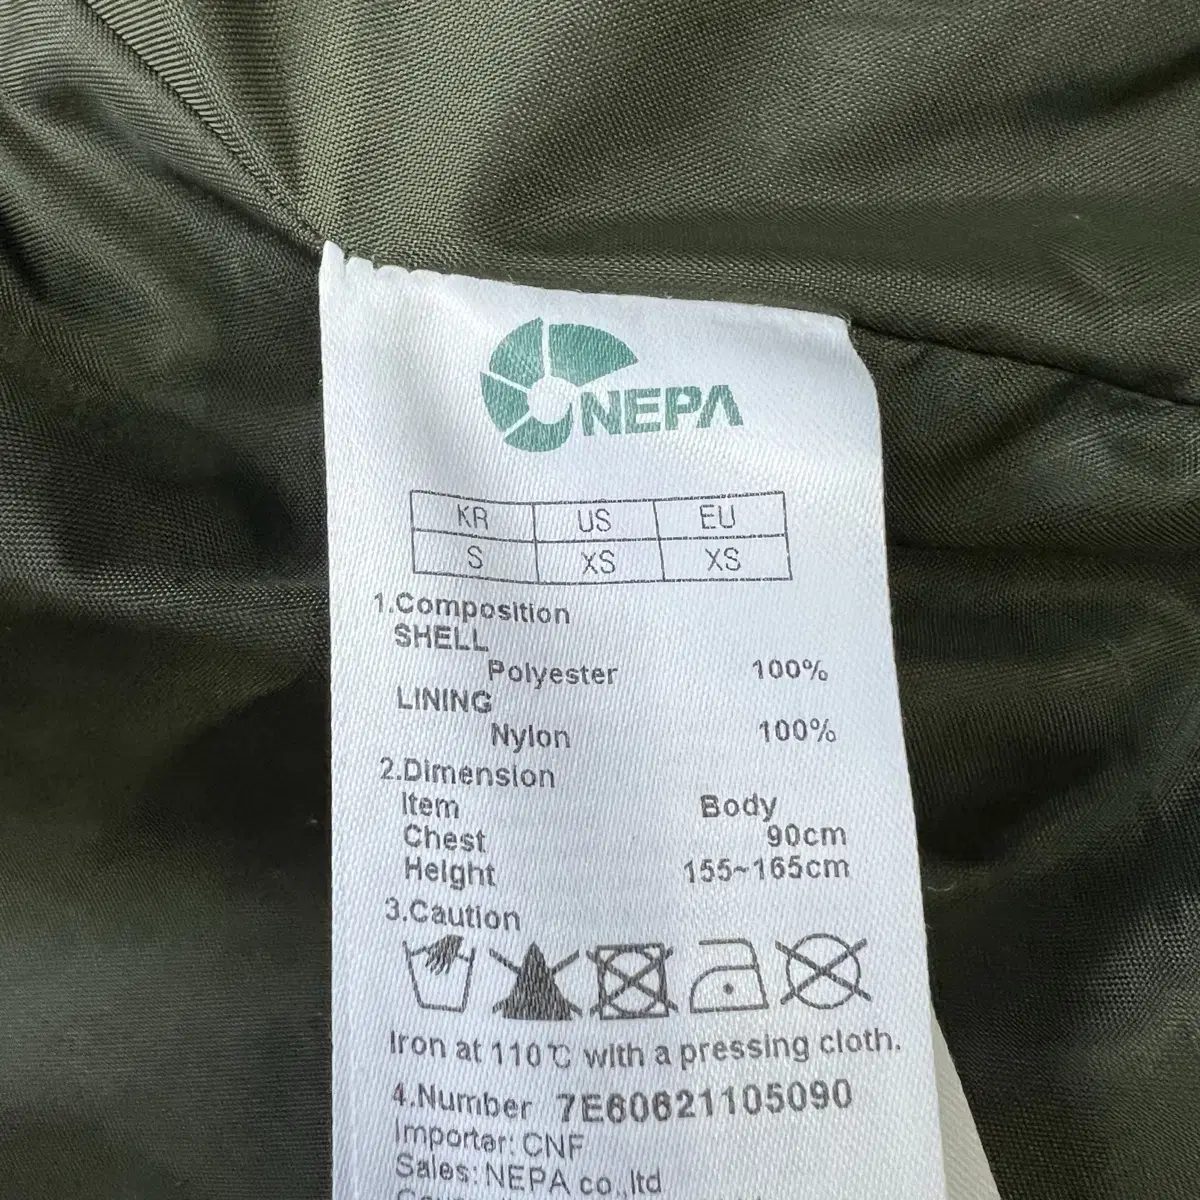 NEPA
KR US EU
S XS XS
1.Composition
SHELL
Polyester 100%
LINING
Nylon 100%
2.Dimension
Item Body
Chest 90cm
Height 155~165cm
3.Caution
Iron at 110℃ with a pressing cloth.
4.Number 7E60621105090
Importer: CNF
Sales: NEPA co.,ltd